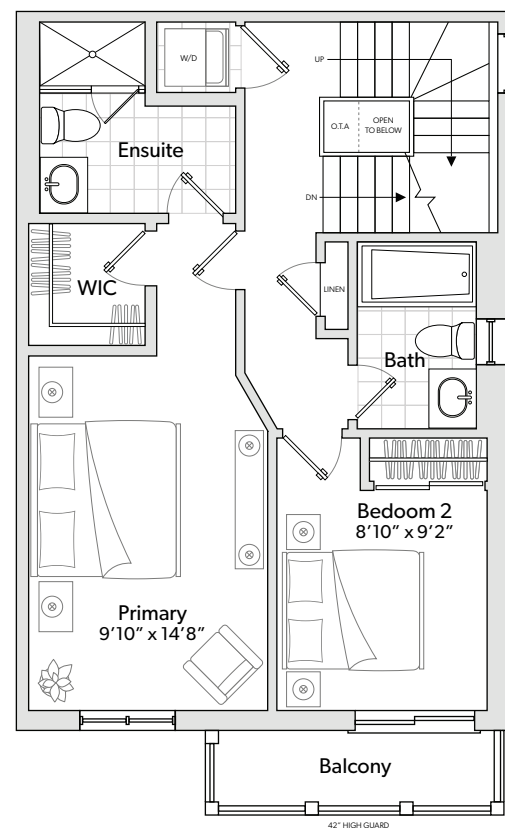 W/D
UP
O.T.A
OPEN
TO BELOW
Ensuite
DN
WIC
LINEN
Bath
Bedoom 2
8'10" x 9'2"
Primary
9'10" x 14'8"
Balcony
42" HIGH GUARD